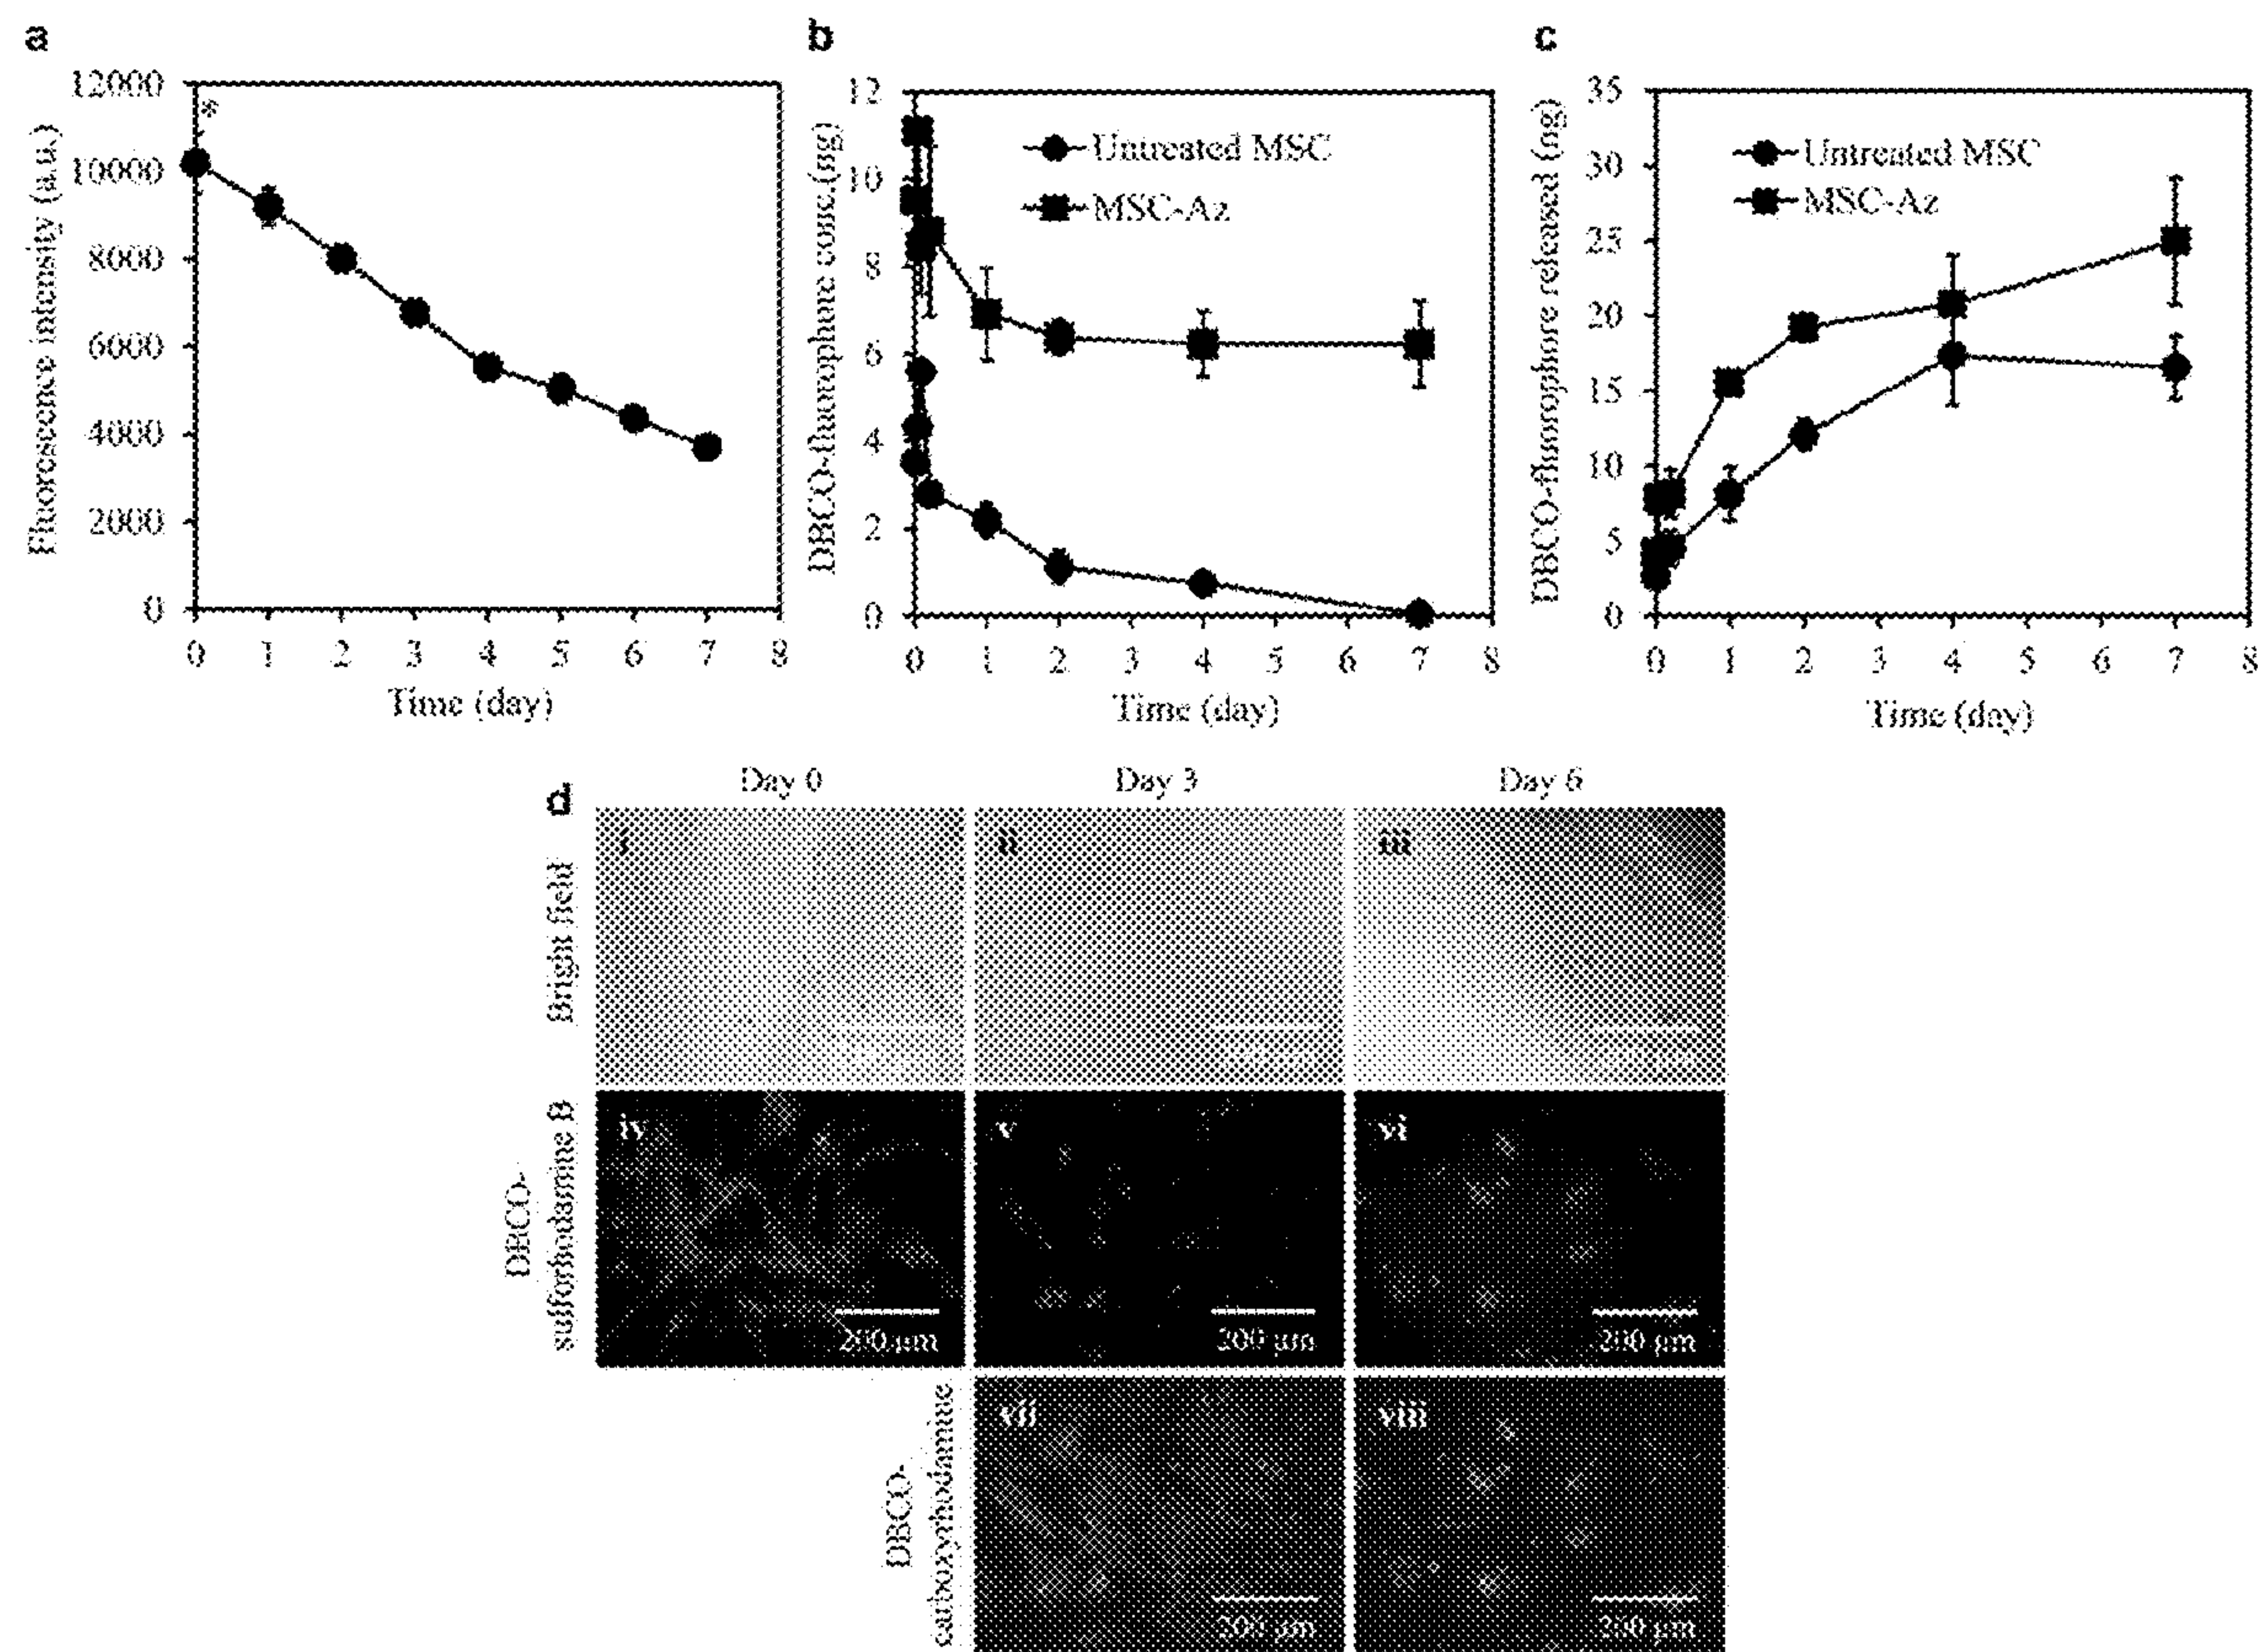 a
12000
10000
8000
6000
4000
2000
0
0 1 2 3 4 5 6 7 8
*
Fluorescence intensity (a.u.)
Time (day)
b
12
10
8
6
4
2
0
0 1 2 3 4 5 6 7 8
Untreated MSC
MSC-Az
DBCO-fluorophore conc.(ng)
Time (day)
c
35
30
25
20
15
10
5
0
0 1 2 3 4 5 6 7 8
Untreated MSC
MSC-Az
DBCO-fluorophore released (ng)
Time (day)
d
Day 0 Day 3 Day 6
Bright field
i
ii
iii
DBCO-
sulforhodamine B
iv
200 µm
v
200 µm
vi
200 µm
DBCO-
carboxyrhodamine
vii
200 µm
viii
200 µm